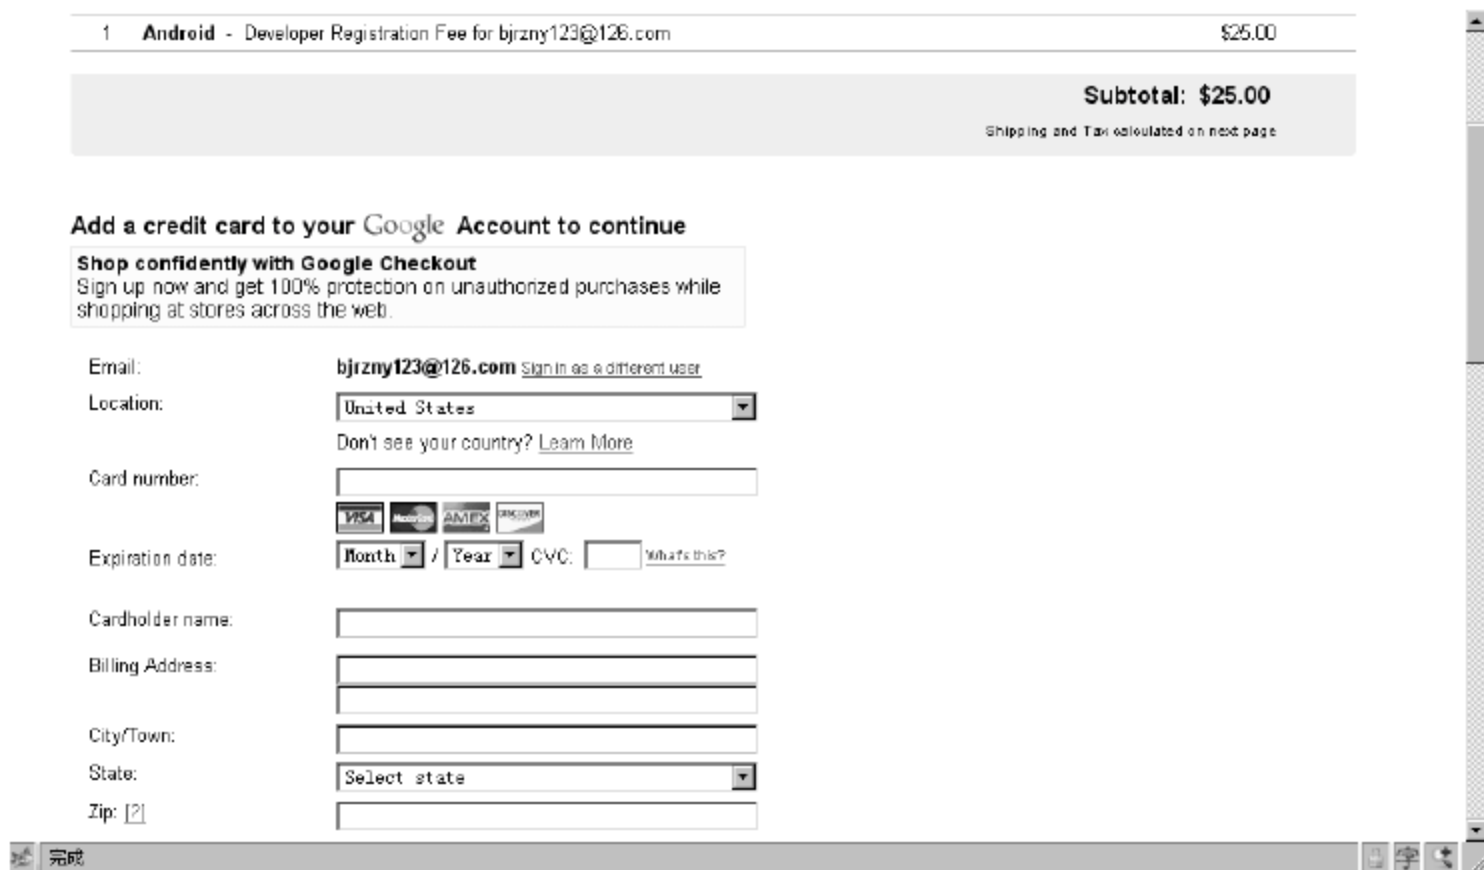 1 Android - Developer Registration Fee for bjrzny123@126.com $25.00
Subtotal: $25.00
Shipping and Tax calculated on next page
Add a credit card to your Google Account to continue
Shop confidently with Google Checkout
Sign up now and get 100% protection on unauthorized purchases while
shopping at stores across the web.
Email: bjrzny123@126.com Sign in as a different user
Location: United States
Don't see your country? Learn More
Card number:
VISA MasterCard AMEX DISCOVER
Expiration date: Month / Year CVC: What's this?
Cardholder name:
Billing Address:
City/Town:
State: Select state
Zip: [?]
完成 字